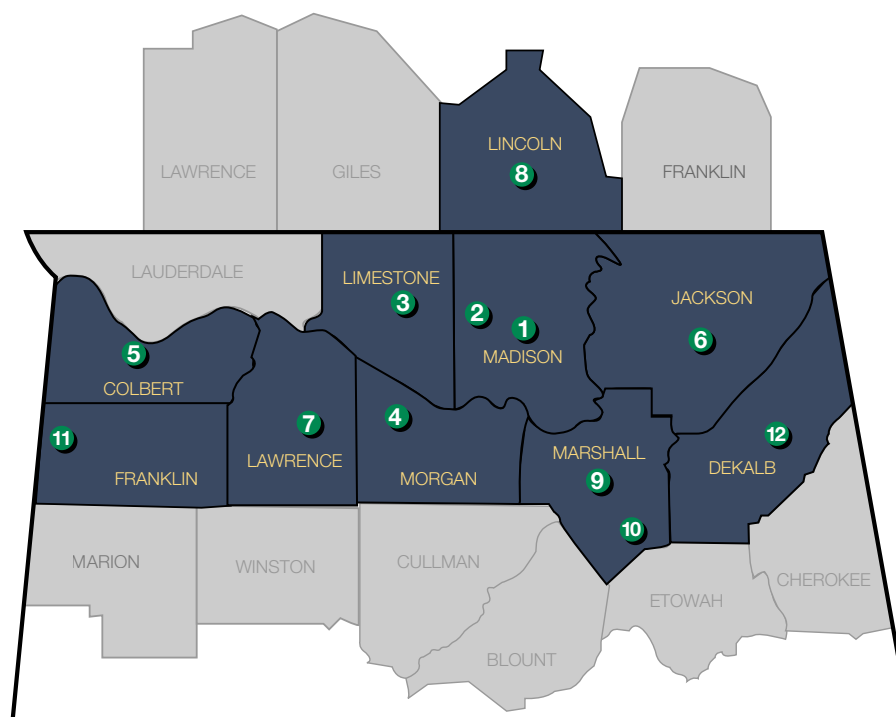 LINCOLN
8
LAWRENCE
GILES
FRANKLIN
LAUDERDALE
LIMESTONE
3
2
1
MADISON
JACKSON
6
5
COLBERT
7
LAWRENCE
4
MORGAN
11
FRANKLIN
MARSHALL
9
10
12
DEKALB
MARION
WINSTON
CULLMAN
BLOUNT
ETOWAH
CHEROKEE